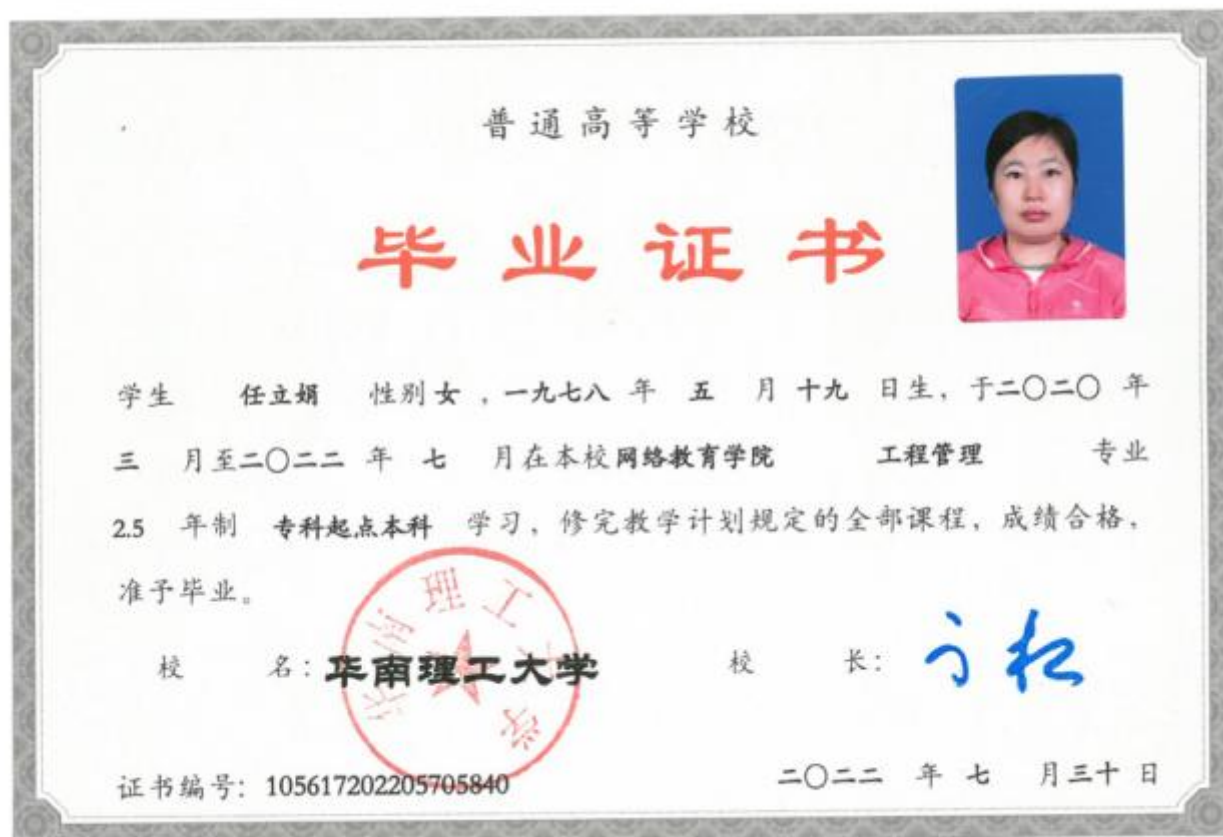 普通高等学校
毕业证书
学生 任立娟 性别 女 ，一九七八 年 五 月 十九 日生，于二〇二〇 年
三 月至二〇二二 年 七 月在本校 网络教育学院 工程管理 专业
2.5 年制 专科起点本科 学习，修完教学计划规定的全部课程，成绩合格，
准予毕业。
校 名：华南理工大学 校 长：
华南理工大学
证书编号：105617202205705840 二〇二二 年 七 月三十 日